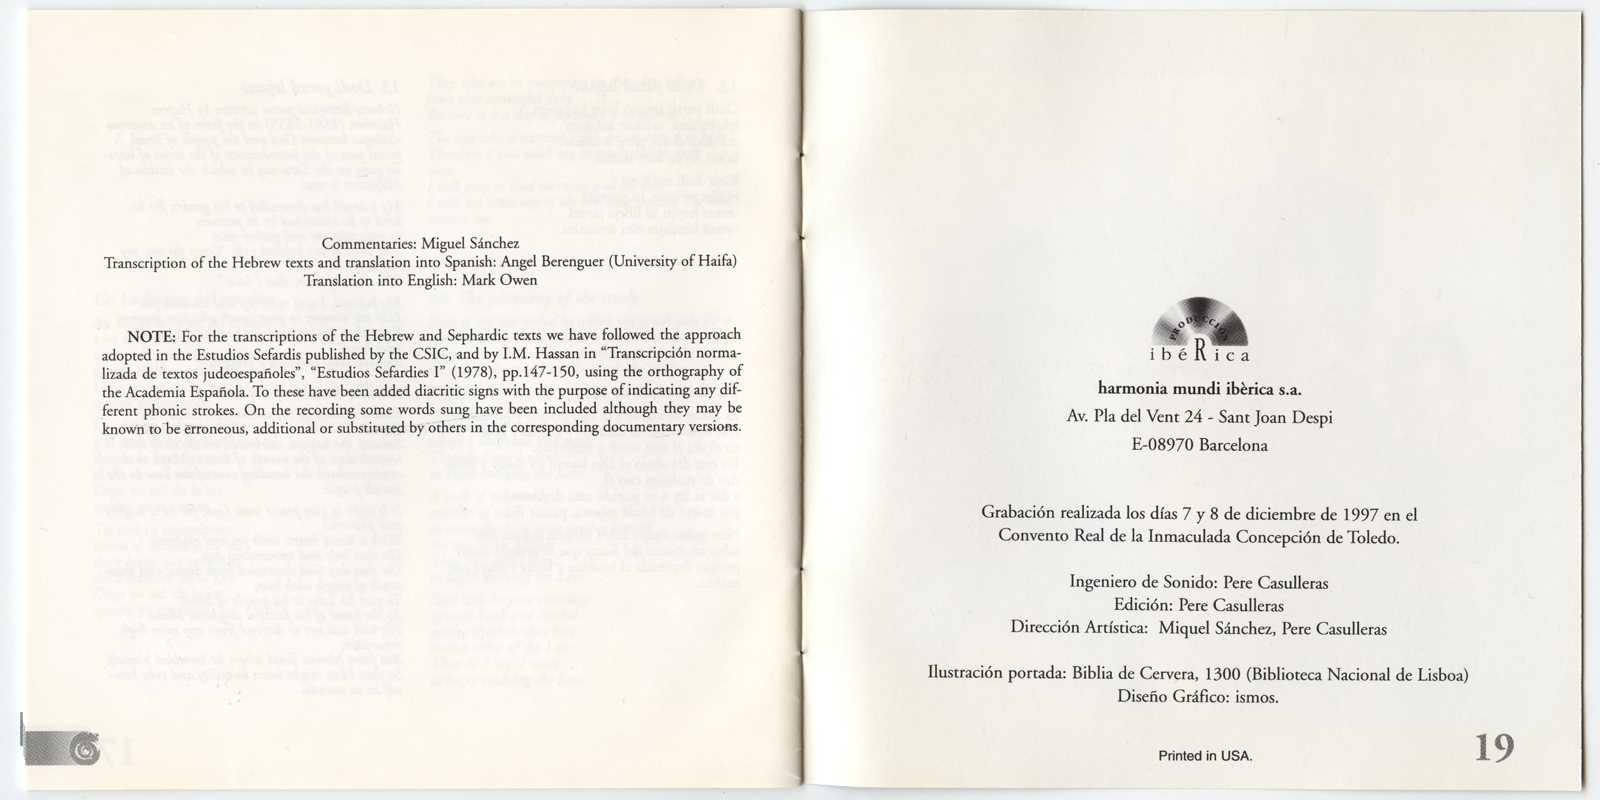 Commentaries: Miguel Sánchez
Transcription of the Hebrew texts and translation into Spanish: Angel Berenguer (University of Haifa)
Translation into English: Mark Owen
NOTE: For the transcriptions of the Hebrew and Sephardic texts we have followed the approach
adopted in the Estudios Sefardis published by the CSIC, and by I.M. Hassan in “Transcripción norma-
lizada de textos judeoespañoles”, “Estudios Sefardies I” (1978), pp.147-150, using the orthography of
the Academia Española. To these have been added diacritic signs with the purpose of indicating any dif-
ferent phonic strokes. On the recording some words sung have been included although they may be
known to be erroneous, additional or substituted by others in the corresponding documentary versions.
PRODUCCION
ibéRica
harmonia mundi ibèrica s.a.
Av. Pla del Vent 24 - Sant Joan Despi
E-08970 Barcelona
Grabación realizada los días 7 y 8 de diciembre de 1997 en el
Convento Real de la Inmaculada Concepción de Toledo.
Ingeniero de Sonido: Pere Casulleras
Edición: Pere Casulleras
Dirección Artística:  Miquel Sánchez, Pere Casulleras
Ilustración portada: Biblia de Cervera, 1300 (Biblioteca Nacional de Lisboa)
Diseño Gráfico: ismos.
Printed in USA.
19